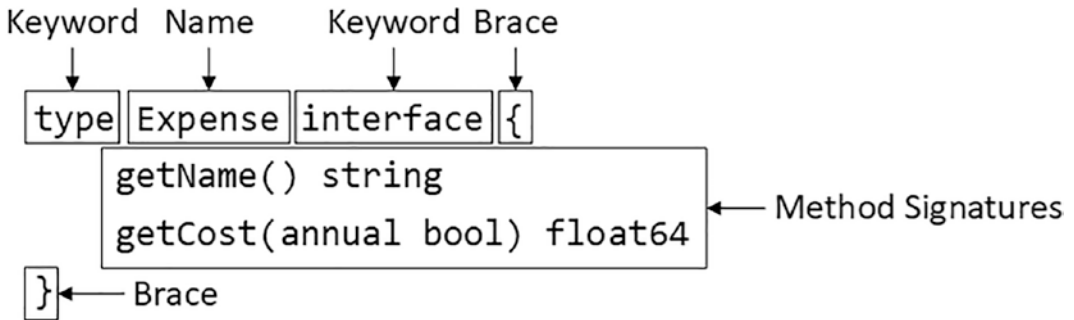 Keyword Name Keyword Brace
type Expense interface {
getName() string
getCost(annual bool) float64
Method Signatures
} Brace